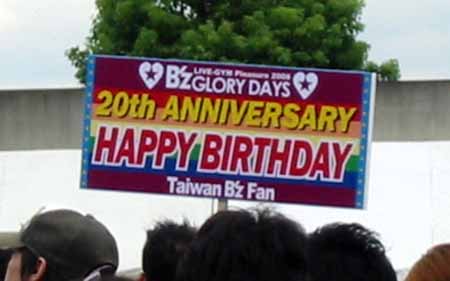 B'z LIVE-GYM Pleasure 2008
GLORY DAYS
20th ANNIVERSARY
HAPPY BIRTHDAY
Taiwan B'z Fan